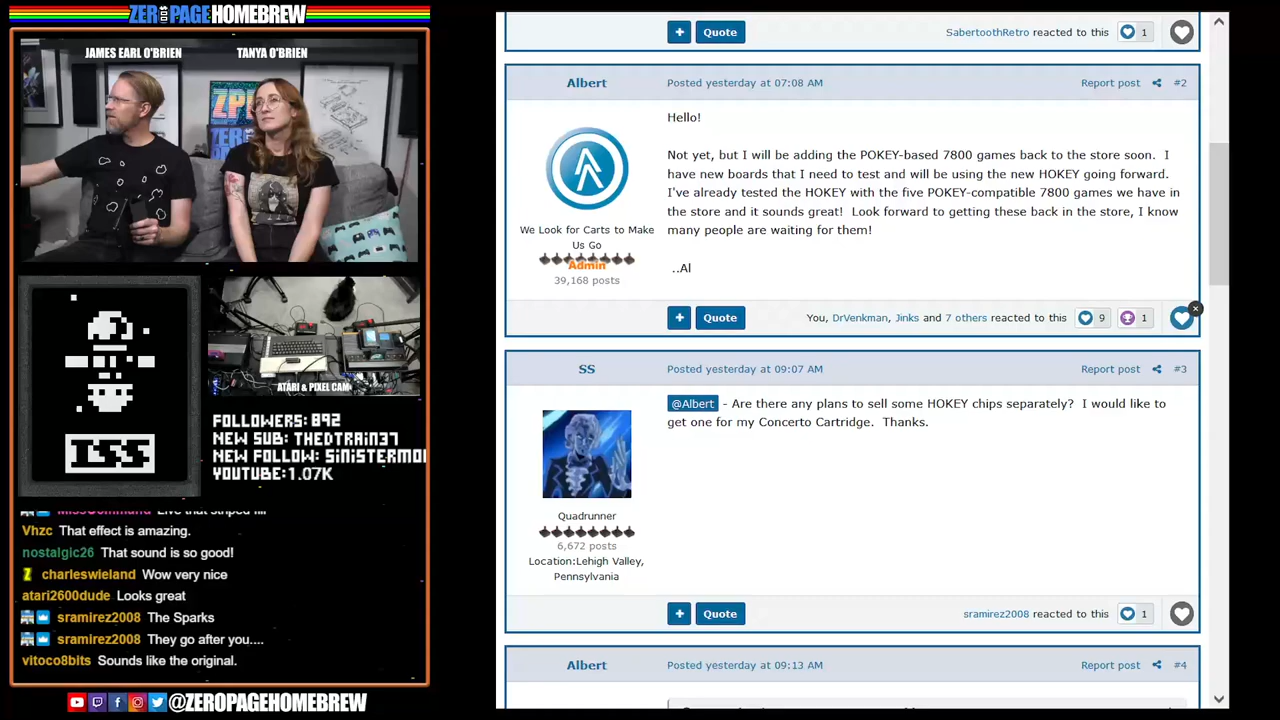 ZERO PAGE HOMEBREW
JAMES EARL O'BRIEN
TANYA O'BRIEN
ATARI & PIXEL CAM
ISS
FOLLOWERS: 892
NEW SUB: THEDTRAIN37
NEW FOLLOW: SINISTERMO
YOUTUBE:1.07K
Vhzc That effect is amazing.
nostalgic26 That sound is so good!
charleswieland Wow very nice
atari2600dude Looks great
sramirez2008 The Sparks
sramirez2008 They go after you....
vitoco8bits Sounds like the original.
@ZEROPAGEHOMEBREW
+ Quote
SabertoothRetro reacted to this 1
Albert
Posted yesterday at 07:08 AM
Report post #2
We Look for Carts to Make
Us Go
Admin
39,168 posts
Hello!
Not yet, but I will be adding the POKEY-based 7800 games back to the store soon. I
have new boards that I need to test and will be using the new HOKEY going forward.
I've already tested the HOKEY with the five POKEY-compatible 7800 games we have in
the store and it sounds great! Look forward to getting these back in the store, I know
many people are waiting for them!
..Al
+ Quote
You, DrVenkman, Jinks and 7 others reacted to this 9 1
SS
Posted yesterday at 09:07 AM
Report post #3
Quadrunner
6,672 posts
Location:Lehigh Valley,
Pennsylvania
@Albert - Are there any plans to sell some HOKEY chips separately? I would like to
get one for my Concerto Cartridge. Thanks.
+ Quote
sramirez2008 reacted to this 1
Albert
Posted yesterday at 09:13 AM
Report post #4